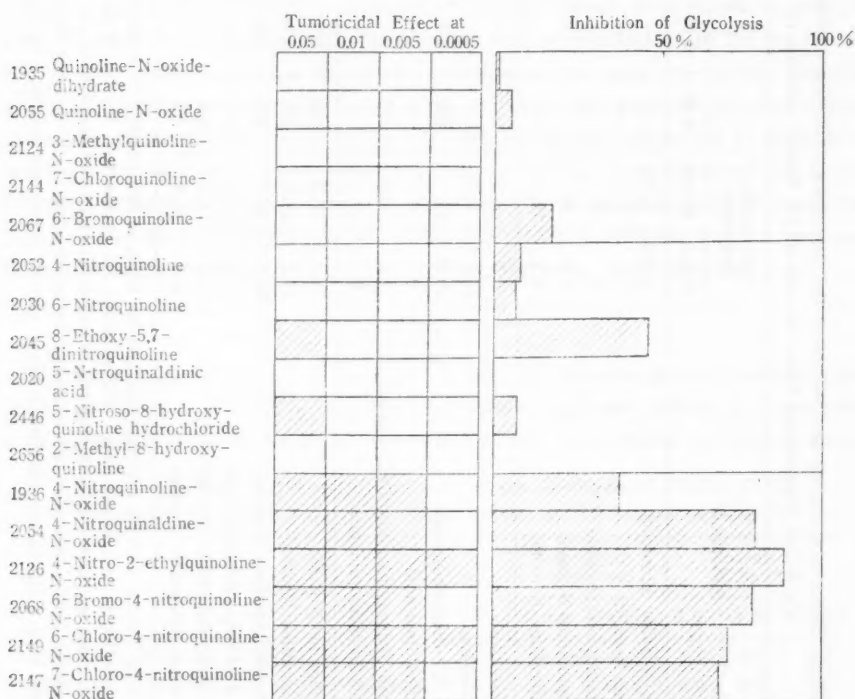 Tumoricidal Effect at
Inhibition of Glycolysis
0.05 0.01 0.005 0.0005
50% 100%
1935 Quinoline-N-oxide-
dihydrate
2055 Quinoline-N-oxide
2124 3-Methylquinoline-
N-oxide
2144 7-Chloroquinoline-
N-oxide
2067 6-Bromoquinoline-
N-oxide
2052 4-Nitroquinoline
2030 6-Nitroquinoline
2045 8-Ethoxy-5,7-
dinitroquinoline
2020 5-N-troquinaldinic
acid
2446 5-Nitroso-8-hydroxy-
quinoline hydrochloride
2656 2-Methyl-8-hydroxy-
quinoline
1936 4-Nitroquinoline-
N-oxide
2054 4-Nitroquinaldine-
N-oxide
2126 4-Nitro-2-ethylquinoline-
N-oxide
2068 6-Bromo-4-nitroquinoline-
N-oxide
2149 6-Chloro-4-nitroquinoline-
N-oxide
2147 7-Chloro-4-nitroquinoline-
N-oxide